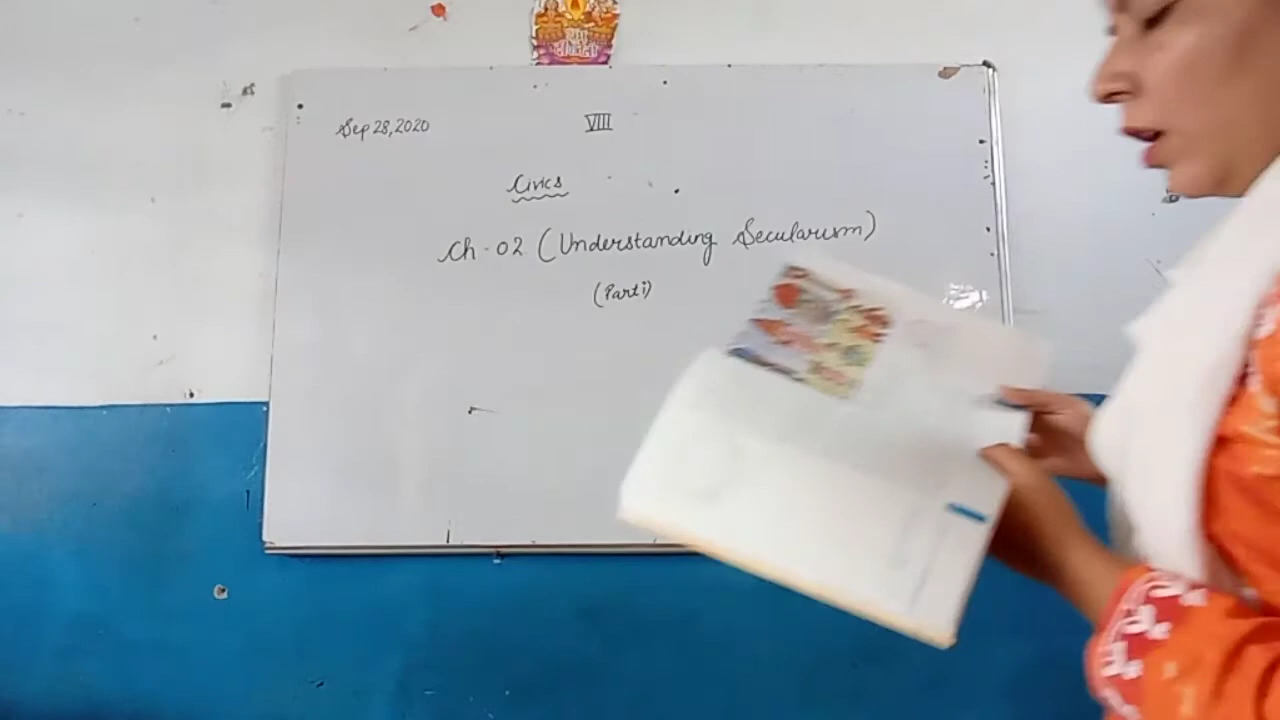 Sep 28, 2020
VIII
Civics
Ch - 02 (Understanding Secularism)
(Part i)